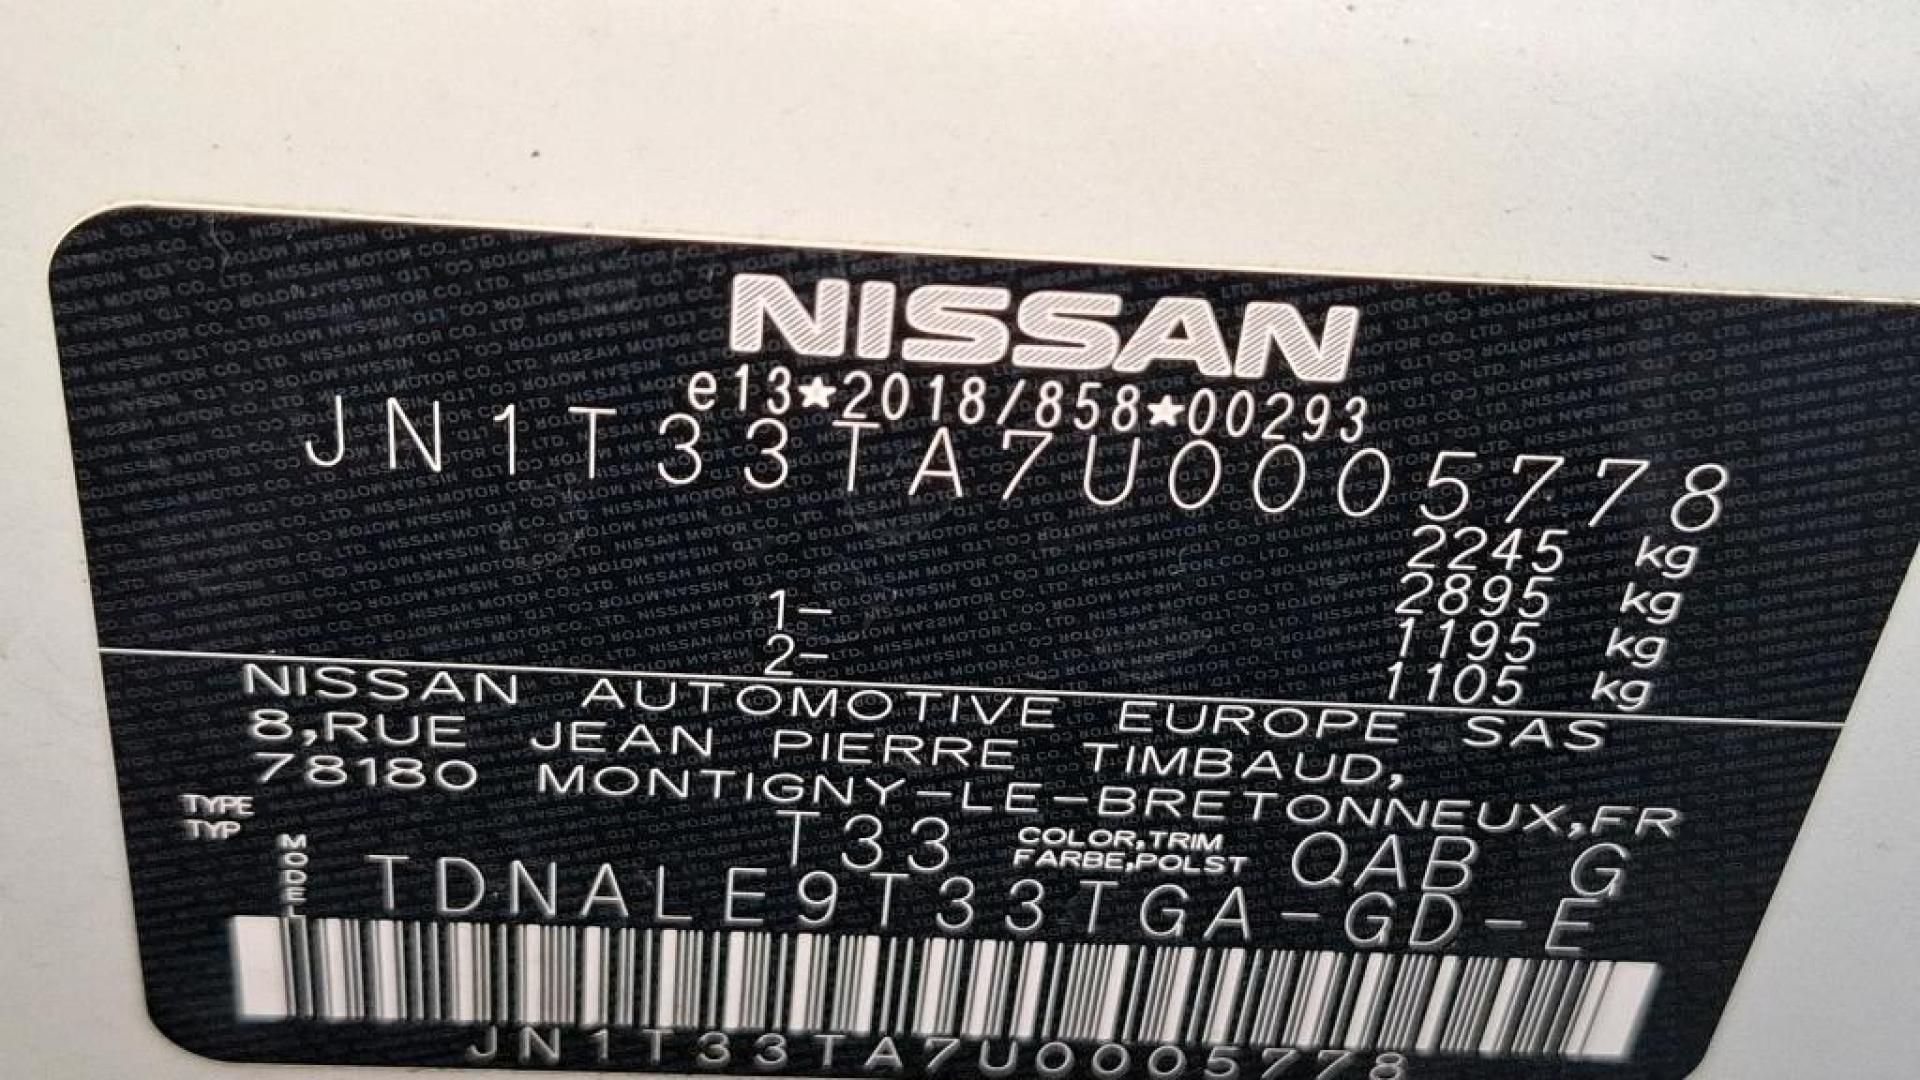 NISSAN
e13★2018/858★00293
JN1T33TA7U0005778
2245 kg
2895 kg
1- 1195 kg
2- 1105 kg
NISSAN AUTOMOTIVE EUROPE SAS
8,RUE JEAN PIERRE TIMBAUD,
78180 MONTIGNY-LE-BRETONNEUX,FR
TYPE
TYP T33 COLOR,TRIM
FARBE,POLST QAB G
MODEL TDNALE9T33TGA-GD-E
JN1T33TA7U0005778